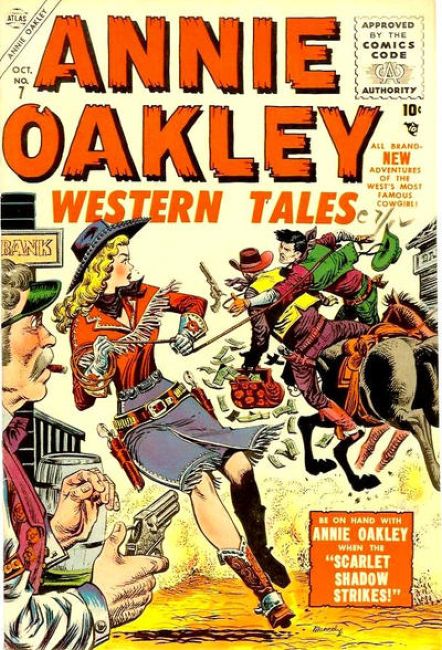 ATLAS
ANNIE OAKLEY
OCT.
NO.
7
ANNIE
OAKLEY
WESTERN TALES
APPROVED
BY THE
COMICS
CODE
AUTHORITY
10¢
ALL BRAND-
NEW
ADVENTURES
OF THE
WEST'S MOST
FAMOUS
COWGIRL!
BANK
BE ON HAND WITH
ANNIE OAKLEY
WHEN THE
"SCARLET
SHADOW
STRIKES!"